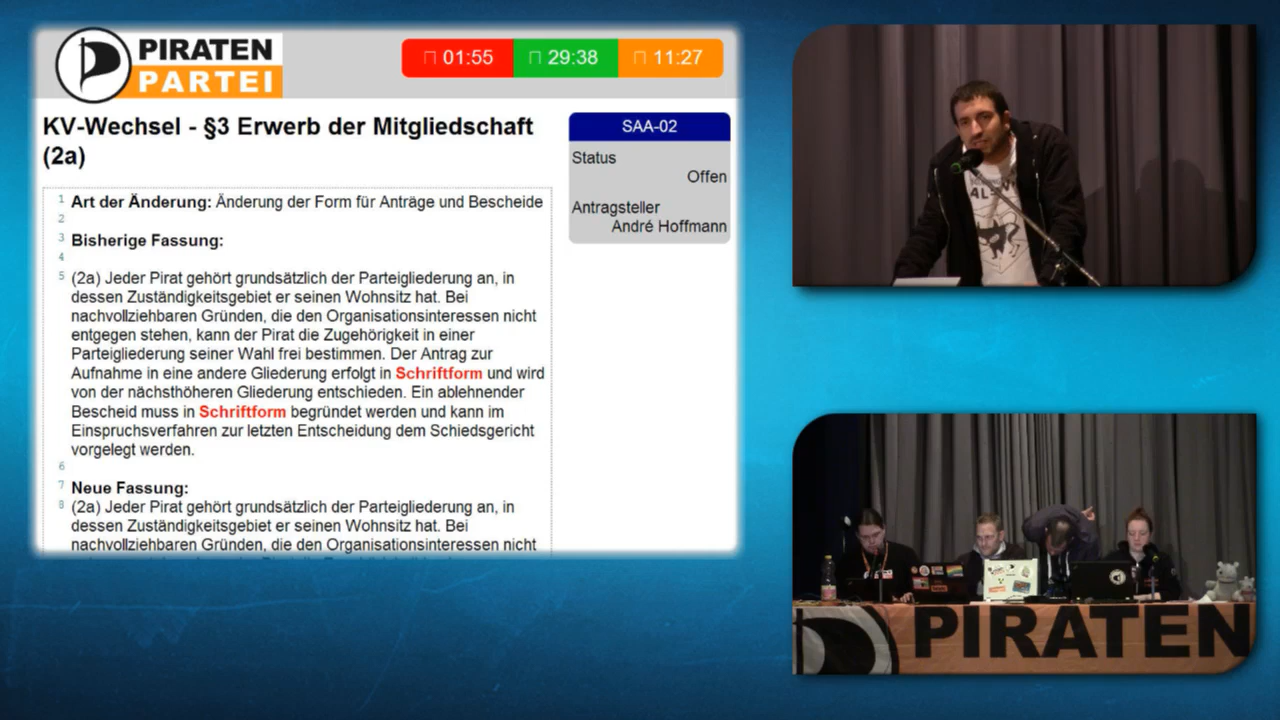 PIRATEN
PARTEI
01:55 29:38 11:27
KV-Wechsel - §3 Erwerb der Mitgliedschaft
(2a)
SAA-02
Status
Offen
Antragsteller
André Hoffmann
1 Art der Änderung: Änderung der Form für Anträge und Bescheide
2
3 Bisherige Fassung:
4
5 (2a) Jeder Pirat gehört grundsätzlich der Parteigliederung an, in
dessen Zuständigkeitsgebiet er seinen Wohnsitz hat. Bei
nachvollziehbaren Gründen, die den Organisationsinteressen nicht
entgegen stehen, kann der Pirat die Zugehörigkeit in einer
Parteigliederung seiner Wahl frei bestimmen. Der Antrag zur
Aufnahme in eine andere Gliederung erfolgt in Schriftform und wird
von der nächsthöheren Gliederung entschieden. Ein ablehnender
Bescheid muss in Schriftform begründet werden und kann im
Einspruchsverfahren zur letzten Entscheidung dem Schiedsgericht
vorgelegt werden.
6
7 Neue Fassung:
8 (2a) Jeder Pirat gehört grundsätzlich der Parteigliederung an, in
dessen Zuständigkeitsgebiet er seinen Wohnsitz hat. Bei
nachvollziehbaren Gründen, die den Organisationsinteressen nicht
PIRATEN